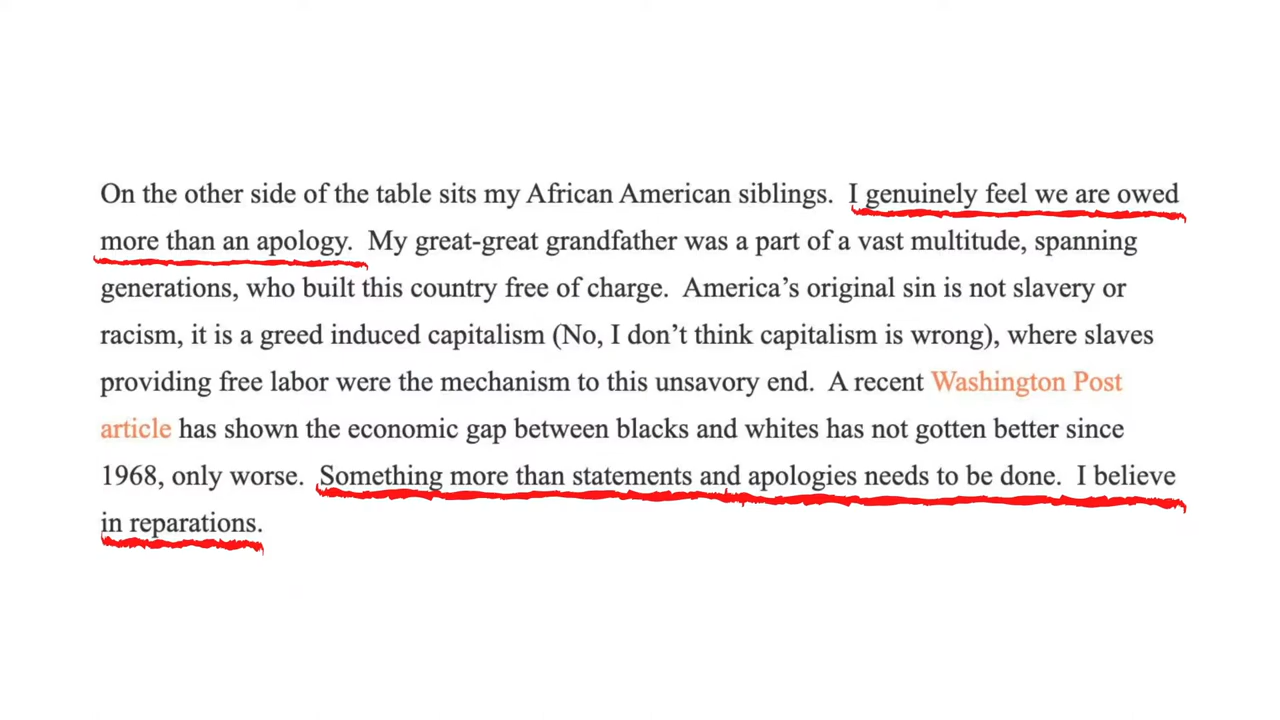 On the other side of the table sits my African American siblings.  I genuinely feel we are owed
more than an apology.  My great-great grandfather was a part of a vast multitude, spanning
generations, who built this country free of charge.  America’s original sin is not slavery or
racism, it is a greed induced capitalism (No, I don’t think capitalism is wrong), where slaves
providing free labor were the mechanism to this unsavory end.  A recent Washington Post
article has shown the economic gap between blacks and whites has not gotten better since
1968, only worse.  Something more than statements and apologies needs to be done.  I believe
in reparations.